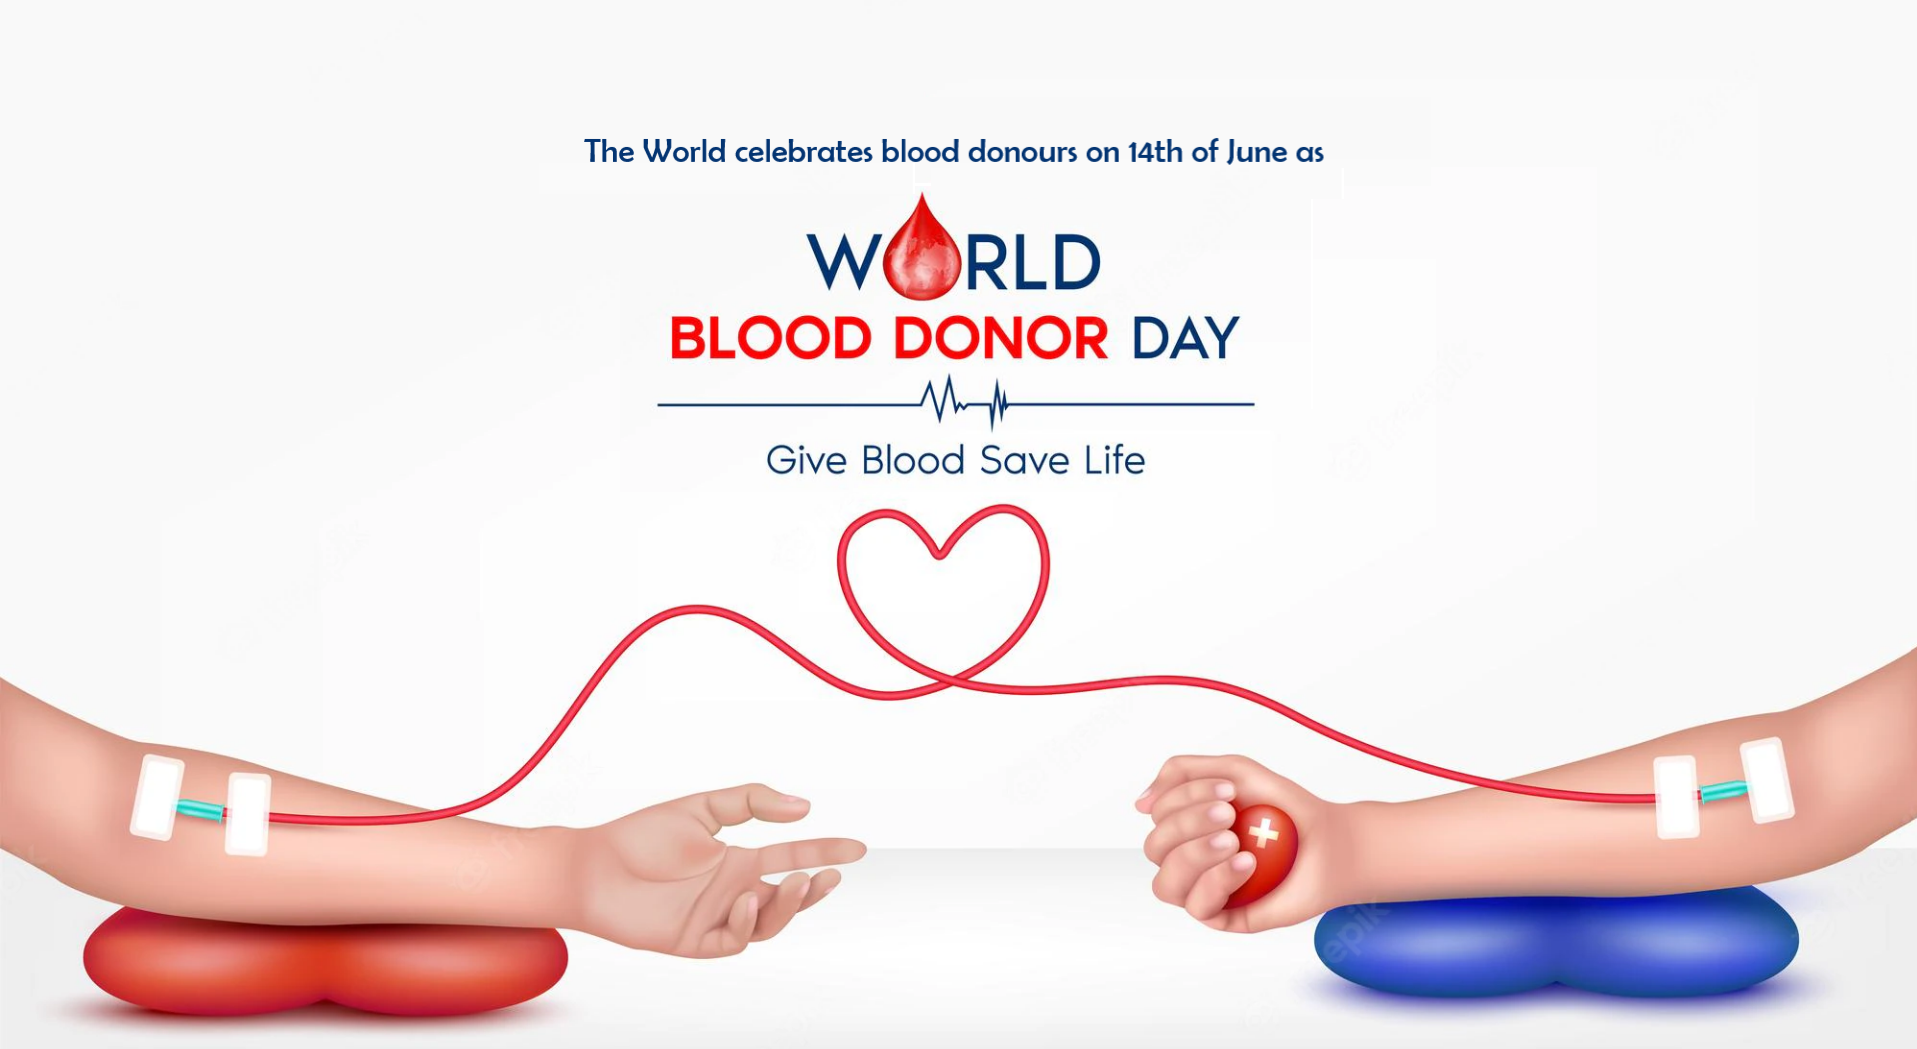 The World celebrates blood donours on 14th of June as
WORLD
BLOOD DONOR DAY
Give Blood Save Life